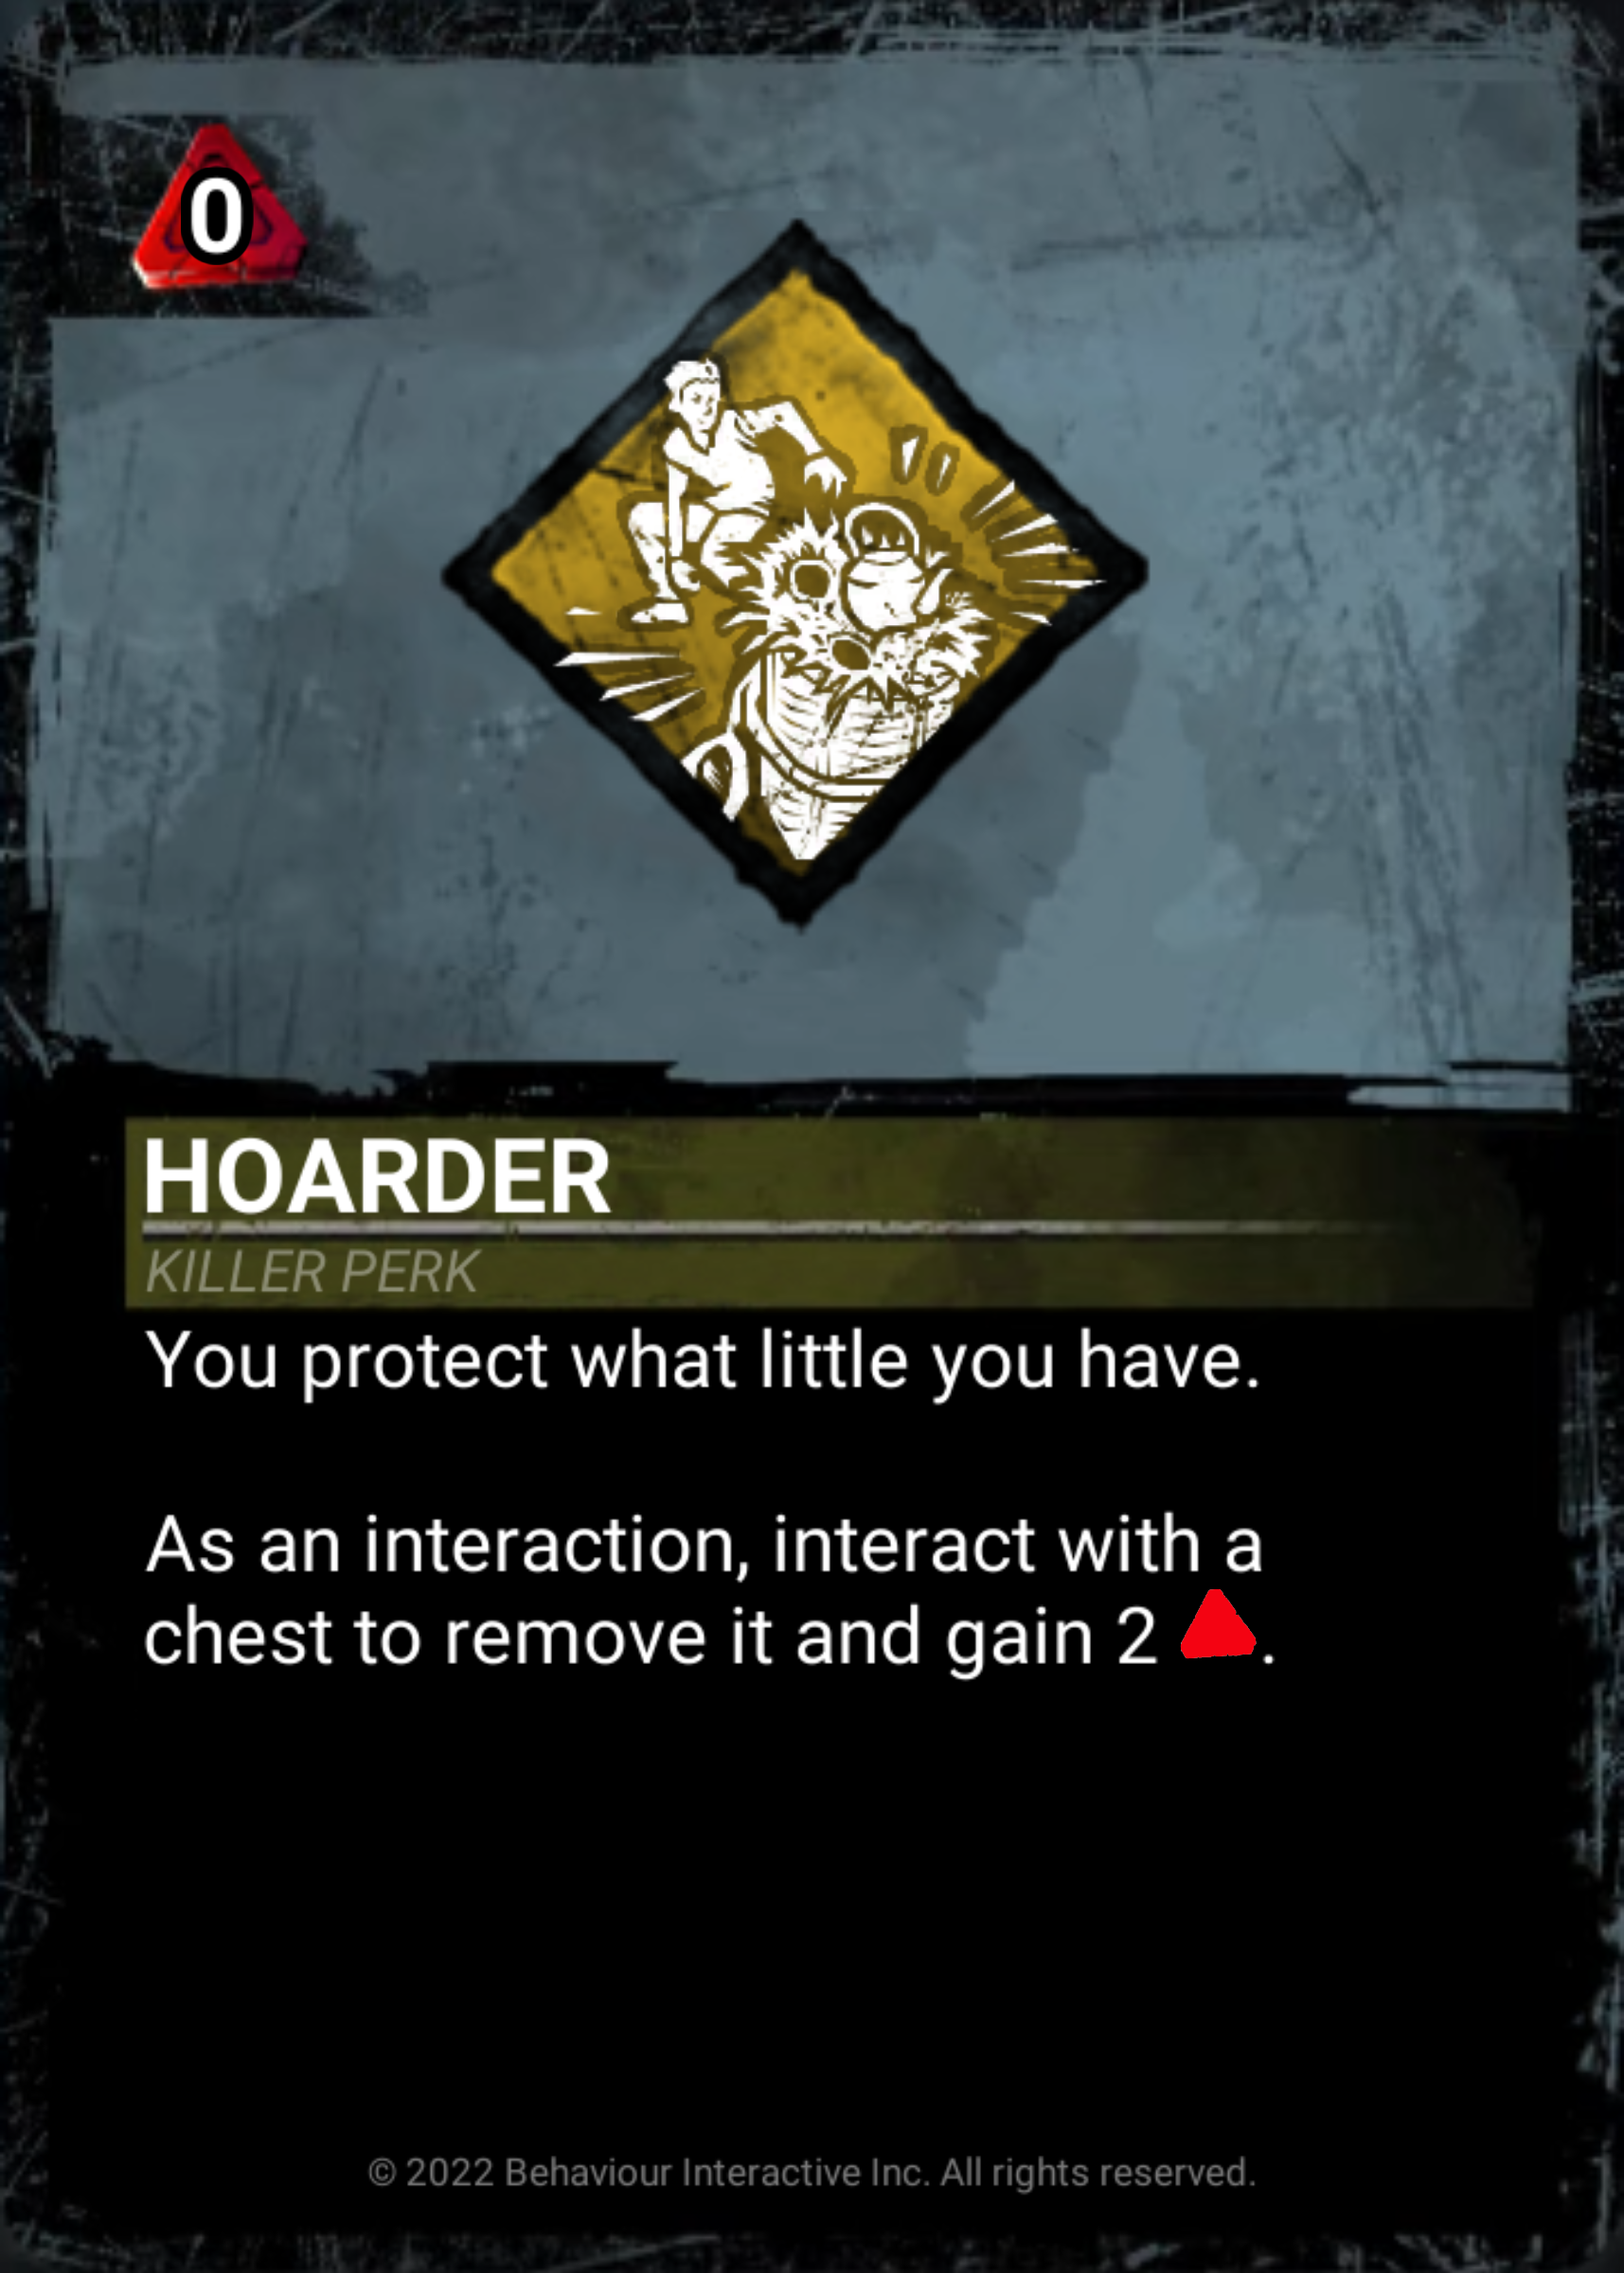 0
HOARDER
KILLER PERK
You protect what little you have.
As an interaction, interact with a
chest to remove it and gain 2 .
© 2022 Behaviour Interactive Inc. All rights reserved.